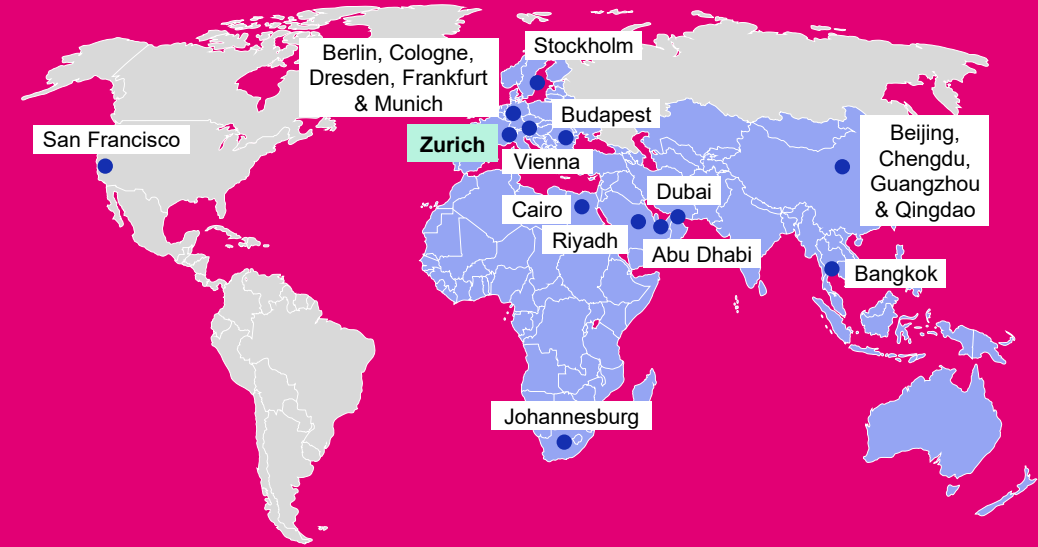 Stockholm
Berlin, Cologne,
Dresden, Frankfurt
& Munich
San Francisco
Budapest
Zurich
Vienna
Beijing,
Chengdu,
Guangzhou
& Qingdao
Dubai
Cairo
Riyadh
Abu Dhabi
Bangkok
Johannesburg